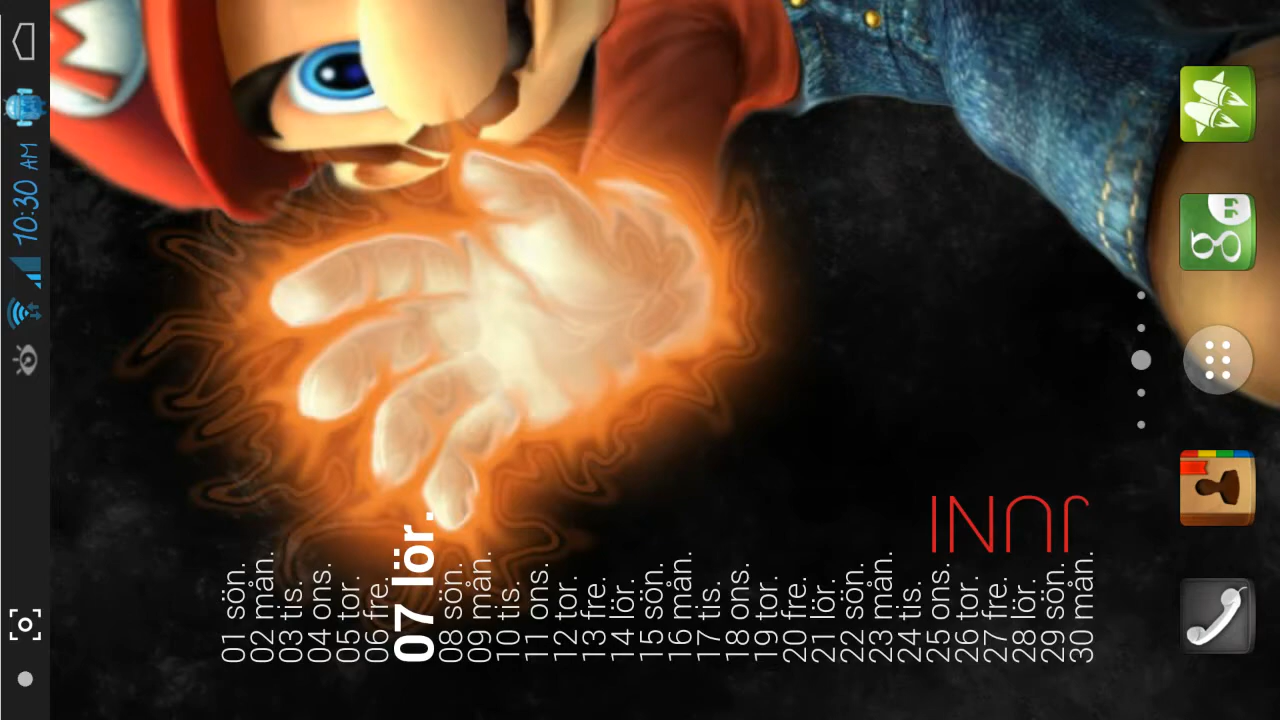 10:30 AM
01 sön.
02 mån.
03 tis.
04 ons.
05 tor.
06 fre.
07 lör.
08 sön.
09 mån.
10 tis.
11 ons.
12 tor.
13 fre.
14 lör.
15 sön.
16 mån.
17 tis.
18 ons.
19 tor.
20 fre.
21 lör.
22 sön.
23 mån.
24 tis.
25 ons.
26 tor.
27 fre.
28 lör.
29 sön.
30 mån.
JUNI
g